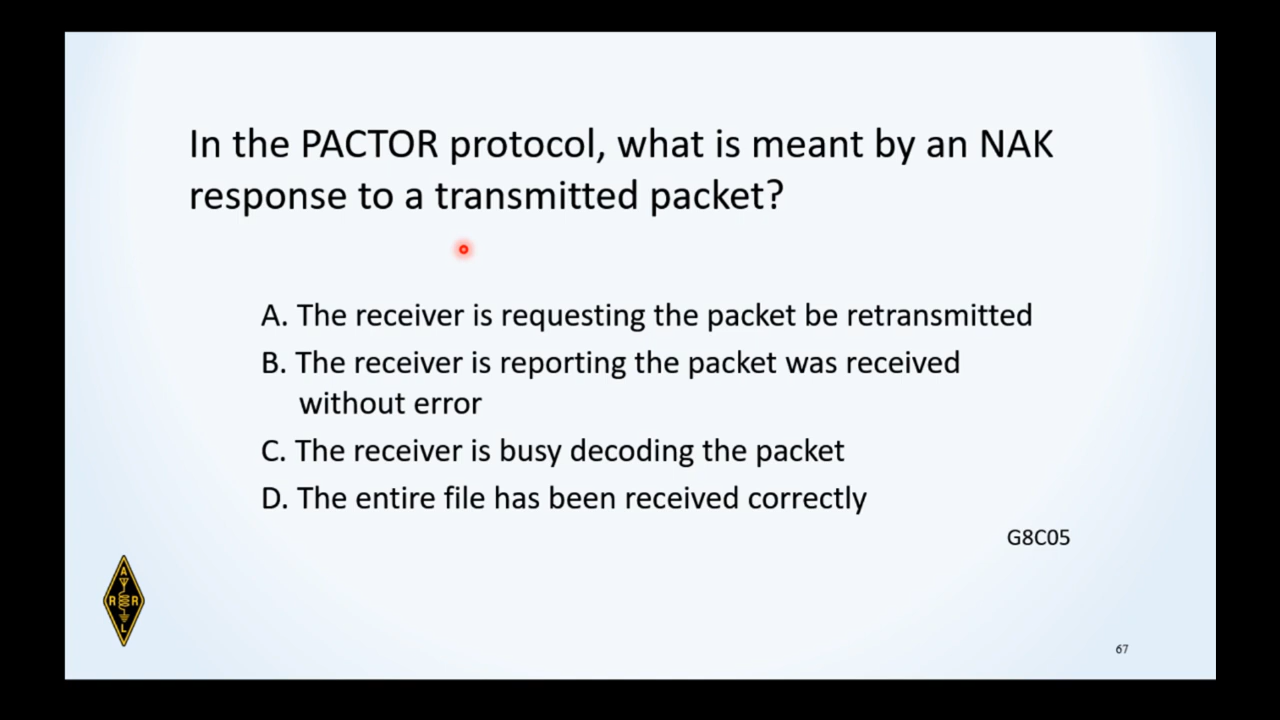 In the PACTOR protocol, what is meant by an NAK
response to a transmitted packet?
A. The receiver is requesting the packet be retransmitted
B. The receiver is reporting the packet was received
without error
C. The receiver is busy decoding the packet
D. The entire file has been received correctly
G8C05
A
R R
L
67